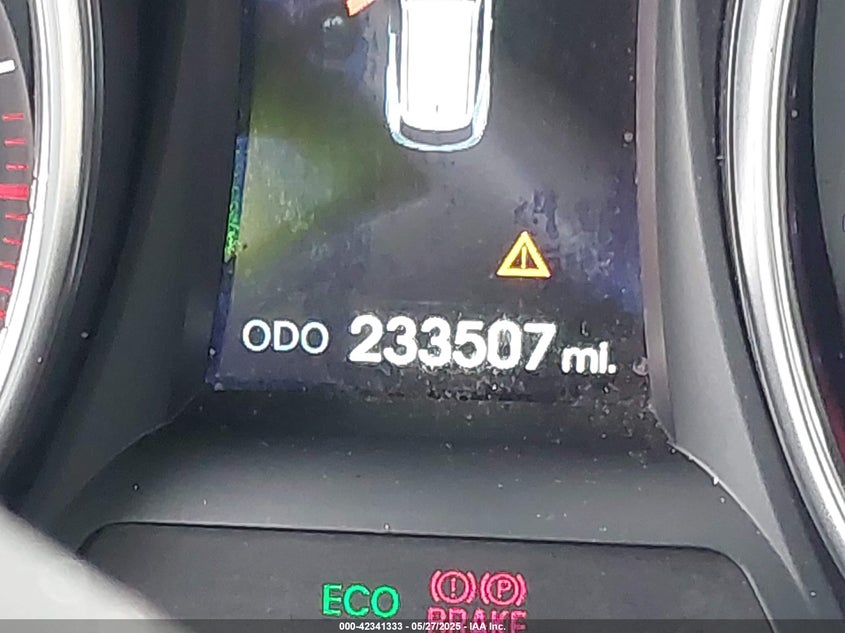 ODO 233507 mi.
ECO (!) (P)
BRAKE
000-42341333 - 05/27/2025 - IAA Inc.